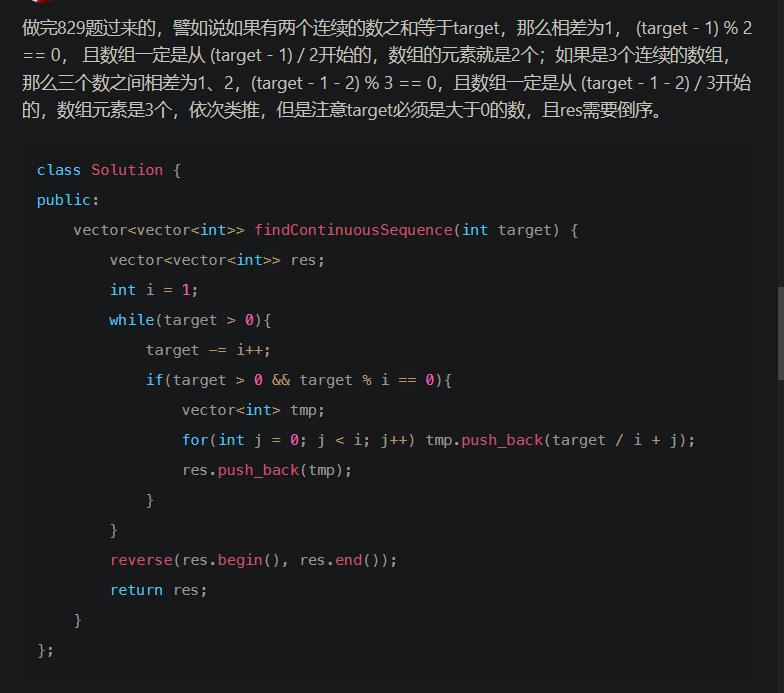 做完829题过来的，譬如说如果有两个连续的数之和等于target，那么相差为1， (target - 1) % 2
== 0， 且数组一定是从 (target - 1) / 2开始的，数组的元素就是2个；如果是3个连续的数组，
那么三个数之间相差为1、2，(target - 1 - 2) % 3 == 0，且数组一定是从 (target - 1 - 2) / 3开始
的，数组元素是3个，依次类推，但是注意target必须是大于0的数，且res需要倒序。
class Solution {
public:
    vector<vector<int>> findContinuousSequence(int target) {
        vector<vector<int>> res;
        int i = 1;
        while(target > 0){
            target -= i++;
            if(target > 0 && target % i == 0){
                vector<int> tmp;
                for(int j = 0; j < i; j++) tmp.push_back(target / i + j);
                res.push_back(tmp);
            }
        }
        reverse(res.begin(), res.end());
        return res;
    }
};